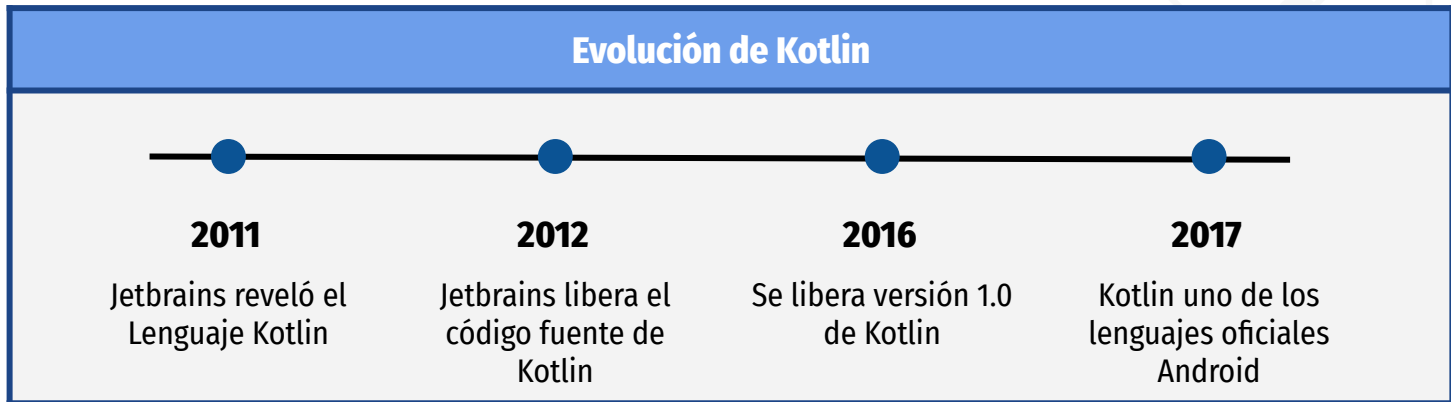 Evolución de Kotlin
2011
Jetbrains reveló el
Lenguaje Kotlin
2012
Jetbrains libera el
código fuente de
Kotlin
2016
Se libera versión 1.0
de Kotlin
2017
Kotlin uno de los
lenguajes oficiales
Android